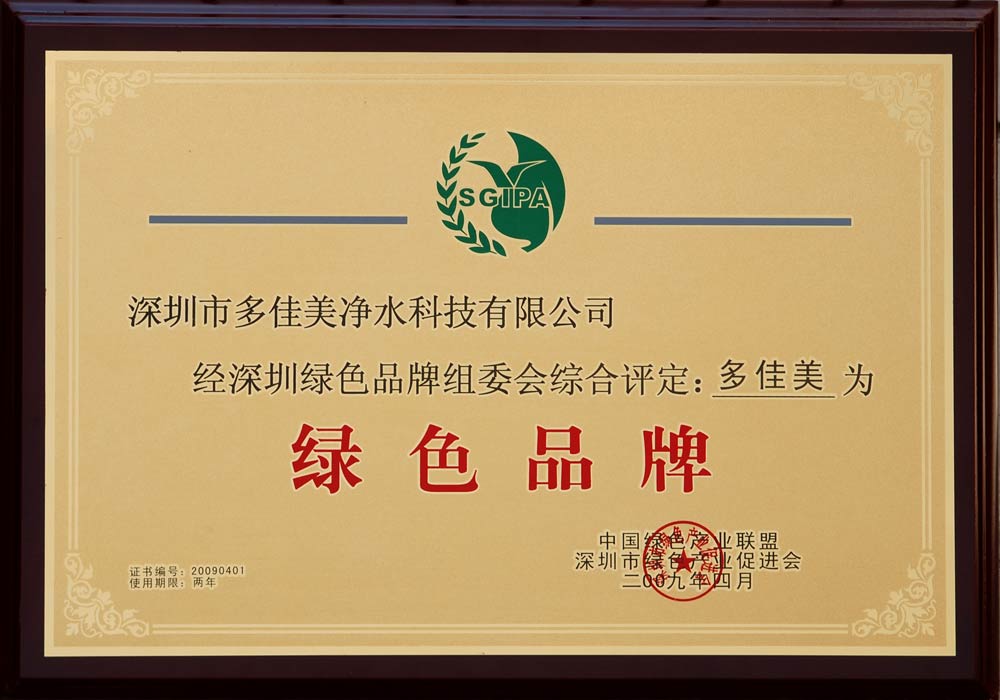 SGIPA
深圳市多佳美净水科技有限公司
经深圳绿色品牌组委会综合评定：多佳美为
绿色品牌
中国绿色产业联盟
深圳市绿色产业促进会
二00九年四月
证书编号：20090401
使用期限：两年